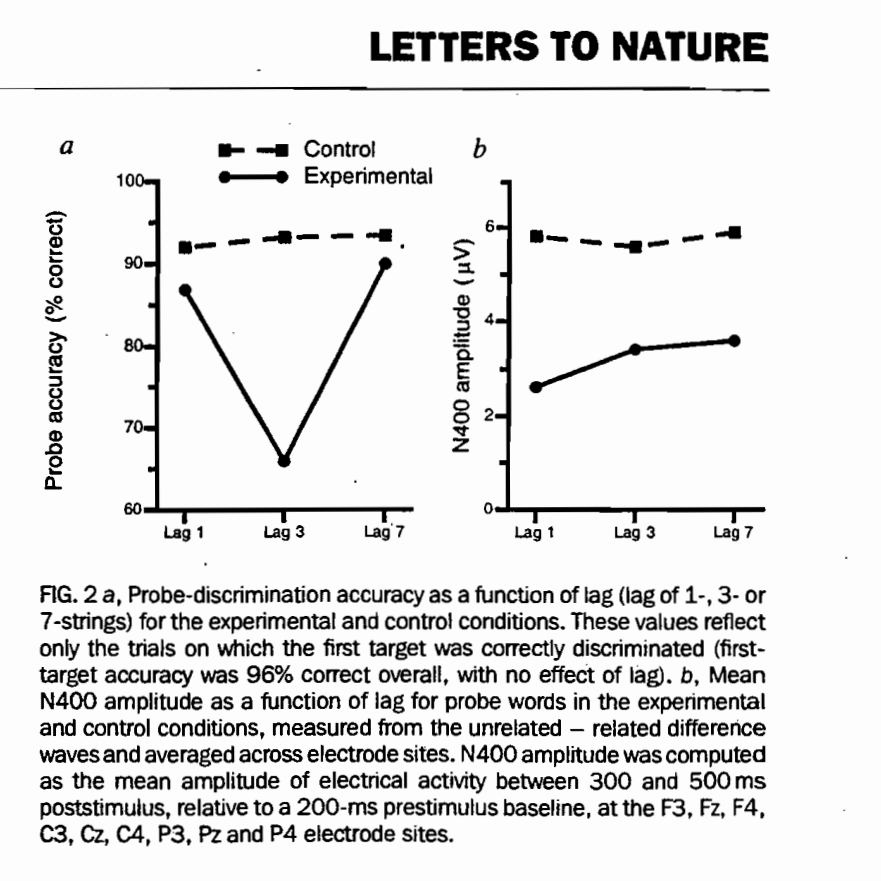 LETTERS TO NATURE
a
Control
Experimental
Probe accuracy (% correct)
100
90
80
70
60
Lag 1
Lag 3
Lag 7
b
N400 amplitude (µV)
6
4
2
0
Lag 1
Lag 3
Lag 7
FIG. 2 a, Probe-discrimination accuracy as a function of lag (lag of 1-, 3- or
7-strings) for the experimental and control conditions. These values reflect
only the trials on which the first target was correctly discriminated (first-
target accuracy was 96% correct overall, with no effect of lag). b, Mean
N400 amplitude as a function of lag for probe words in the experimental
and control conditions, measured from the unrelated – related difference
waves and averaged across electrode sites. N400 amplitude was computed
as the mean amplitude of electrical activity between 300 and 500 ms
poststimulus, relative to a 200-ms prestimulus baseline, at the F3, Fz, F4,
C3, Cz, C4, P3, Pz and P4 electrode sites.